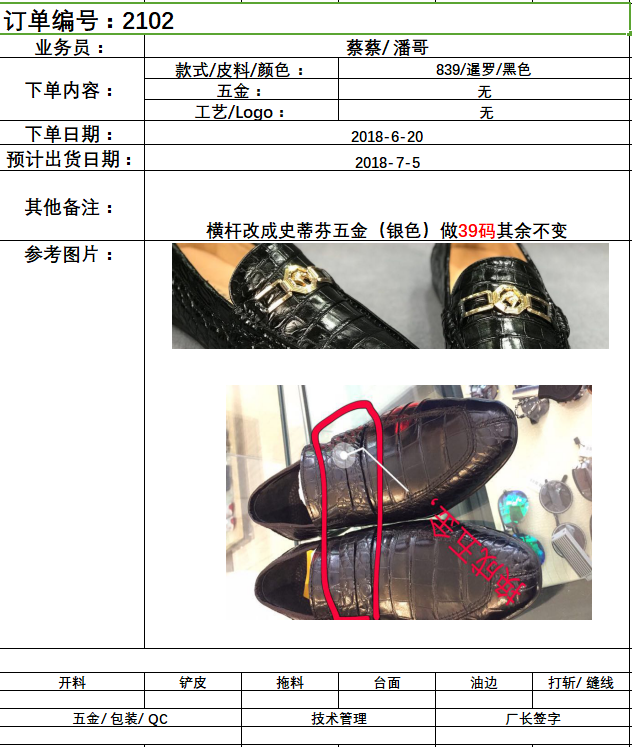 订单编号：2102
业务员： 蔡蔡/潘哥
下单内容： 款式/皮料/颜色： 839/暹罗/黑色
五金： 无
工艺/Logo： 无
下单日期： 2018-6-20
预计出货日期： 2018-7-5
其他备注： 横杆改成史蒂芬五金（银色）做39码其余不变
参考图片：
换成五金，
开料 铲皮 拖料 台面 油边 打斩/缝线
五金/包装/QC 技术管理 厂长签字